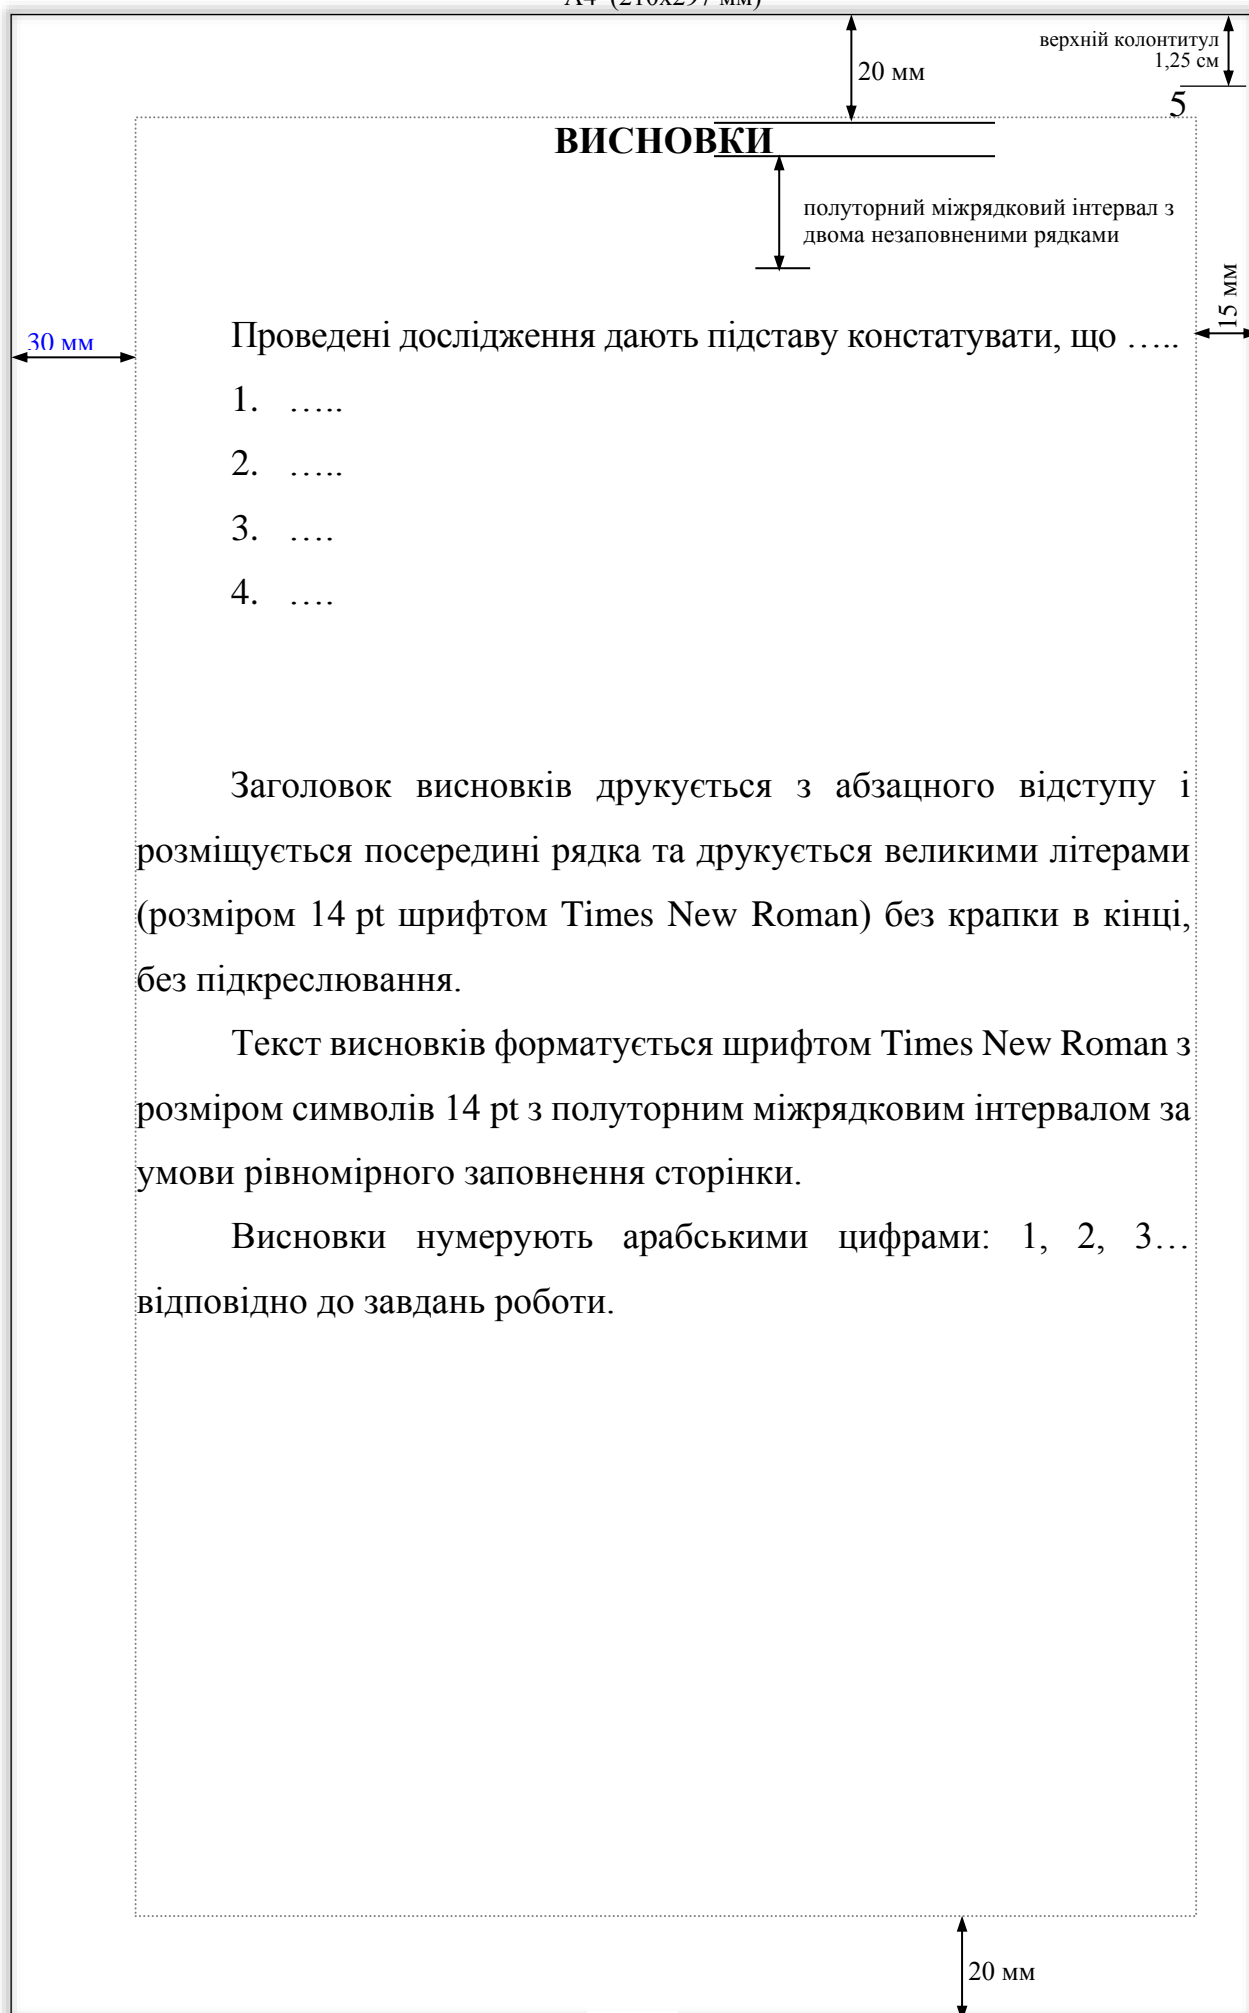 А4 (210х297 мм)
верхній колонтитул
1,25 см
20 мм
5
ВИСНОВКИ
полуторний міжрядковий інтервал з
двома незаповненими рядками
15 мм
30 мм
Проведені дослідження дають підставу констатувати, що …..
1. …..
2. …..
3. ….
4. ….
Заголовок висновків друкується з абзацного відступу і
розміщується посередині рядка та друкується великими літерами
(розміром 14 pt шрифтом Times New Roman) без крапки в кінці,
без підкреслювання.
Текст висновків форматується шрифтом Times New Roman з
розміром символів 14 pt з полуторним міжрядковим інтервалом за
умови рівномірного заповнення сторінки.
Висновки нумерують арабськими цифрами: 1, 2, 3…
відповідно до завдань роботи.
20 мм